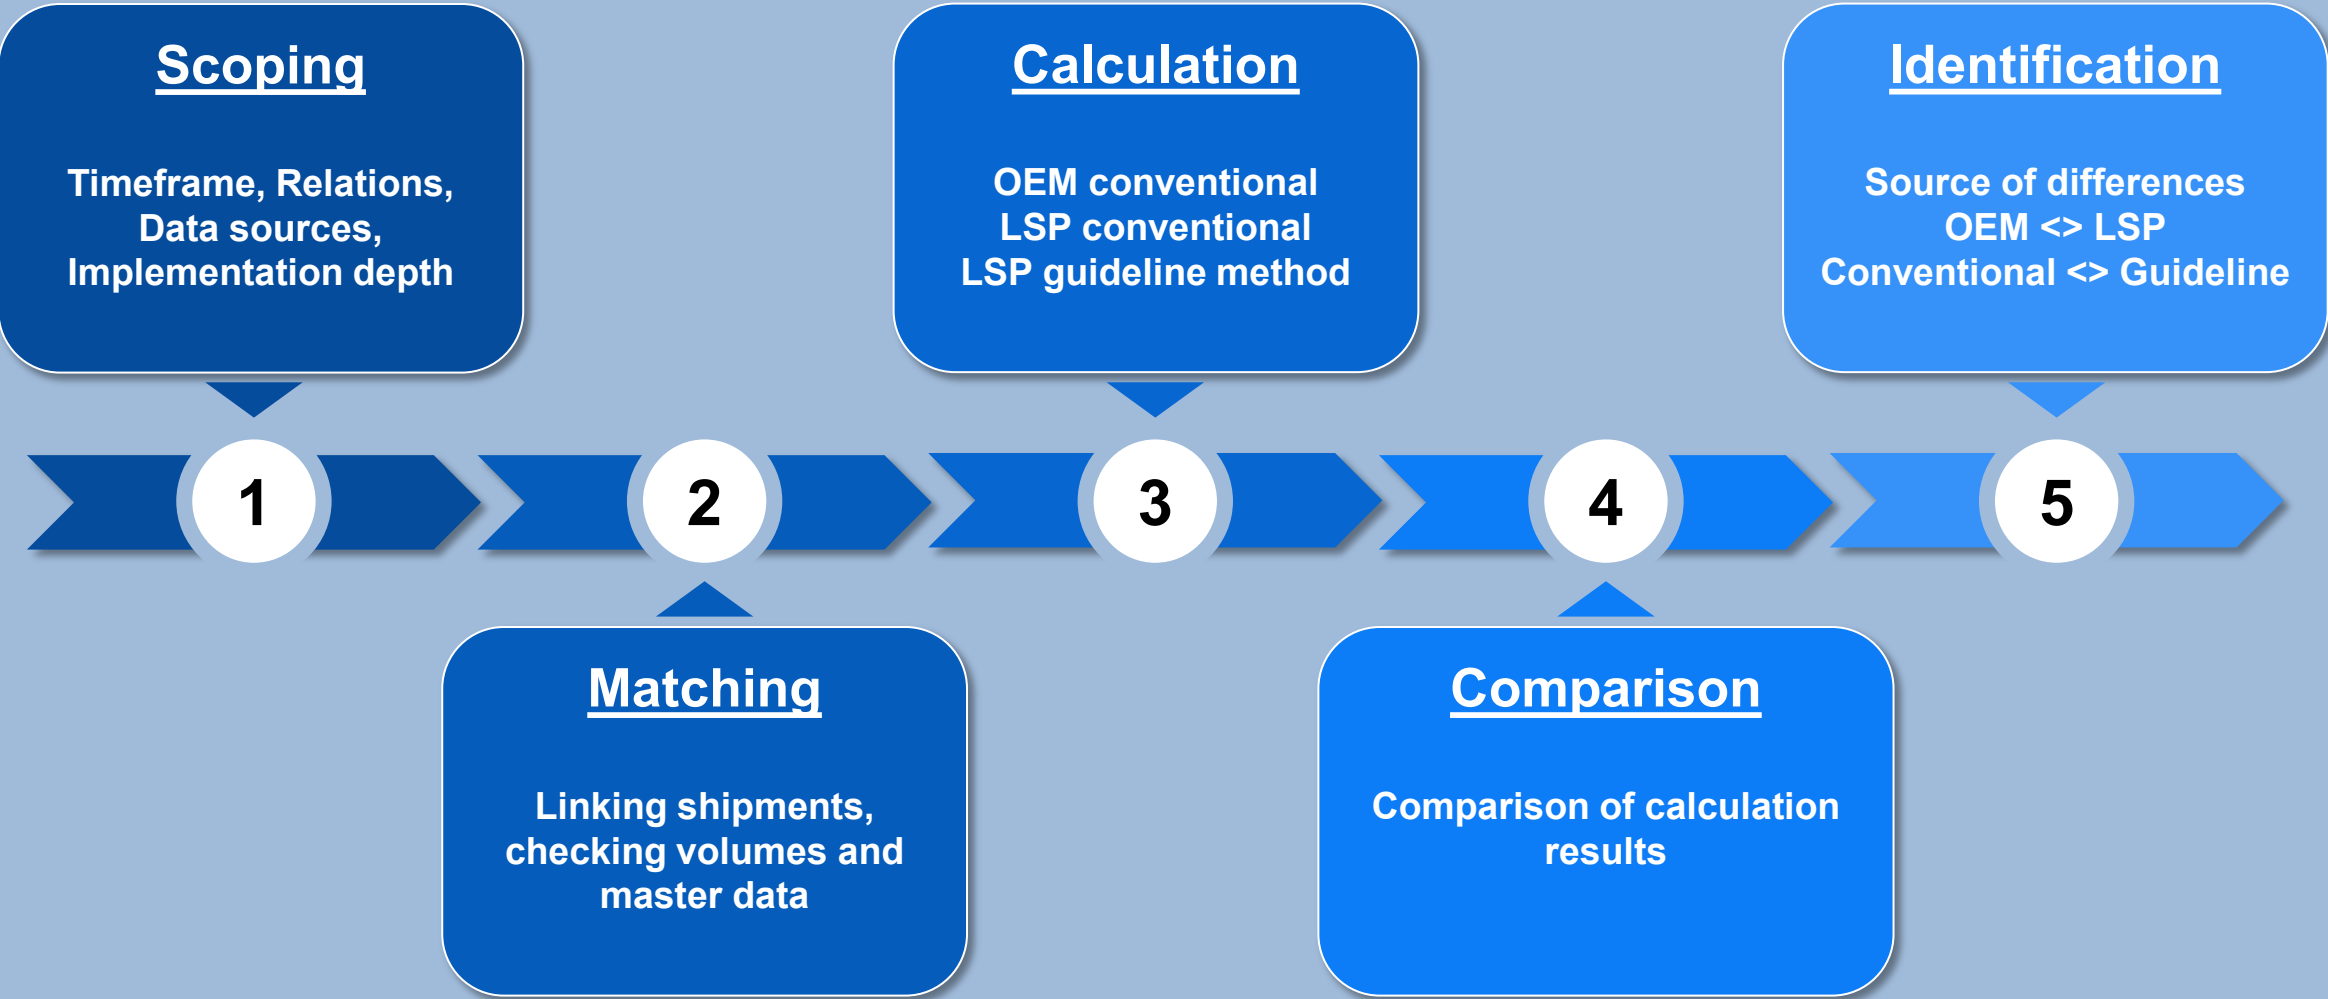 Scoping
Timeframe, Relations,
Data sources,
Implementation depth
Calculation
OEM conventional
LSP conventional
LSP guideline method
Identification
Source of differences
OEM <> LSP
Conventional <> Guideline
1
2
3
4
5
Matching
Linking shipments,
checking volumes and
master data
Comparison
Comparison of calculation
results